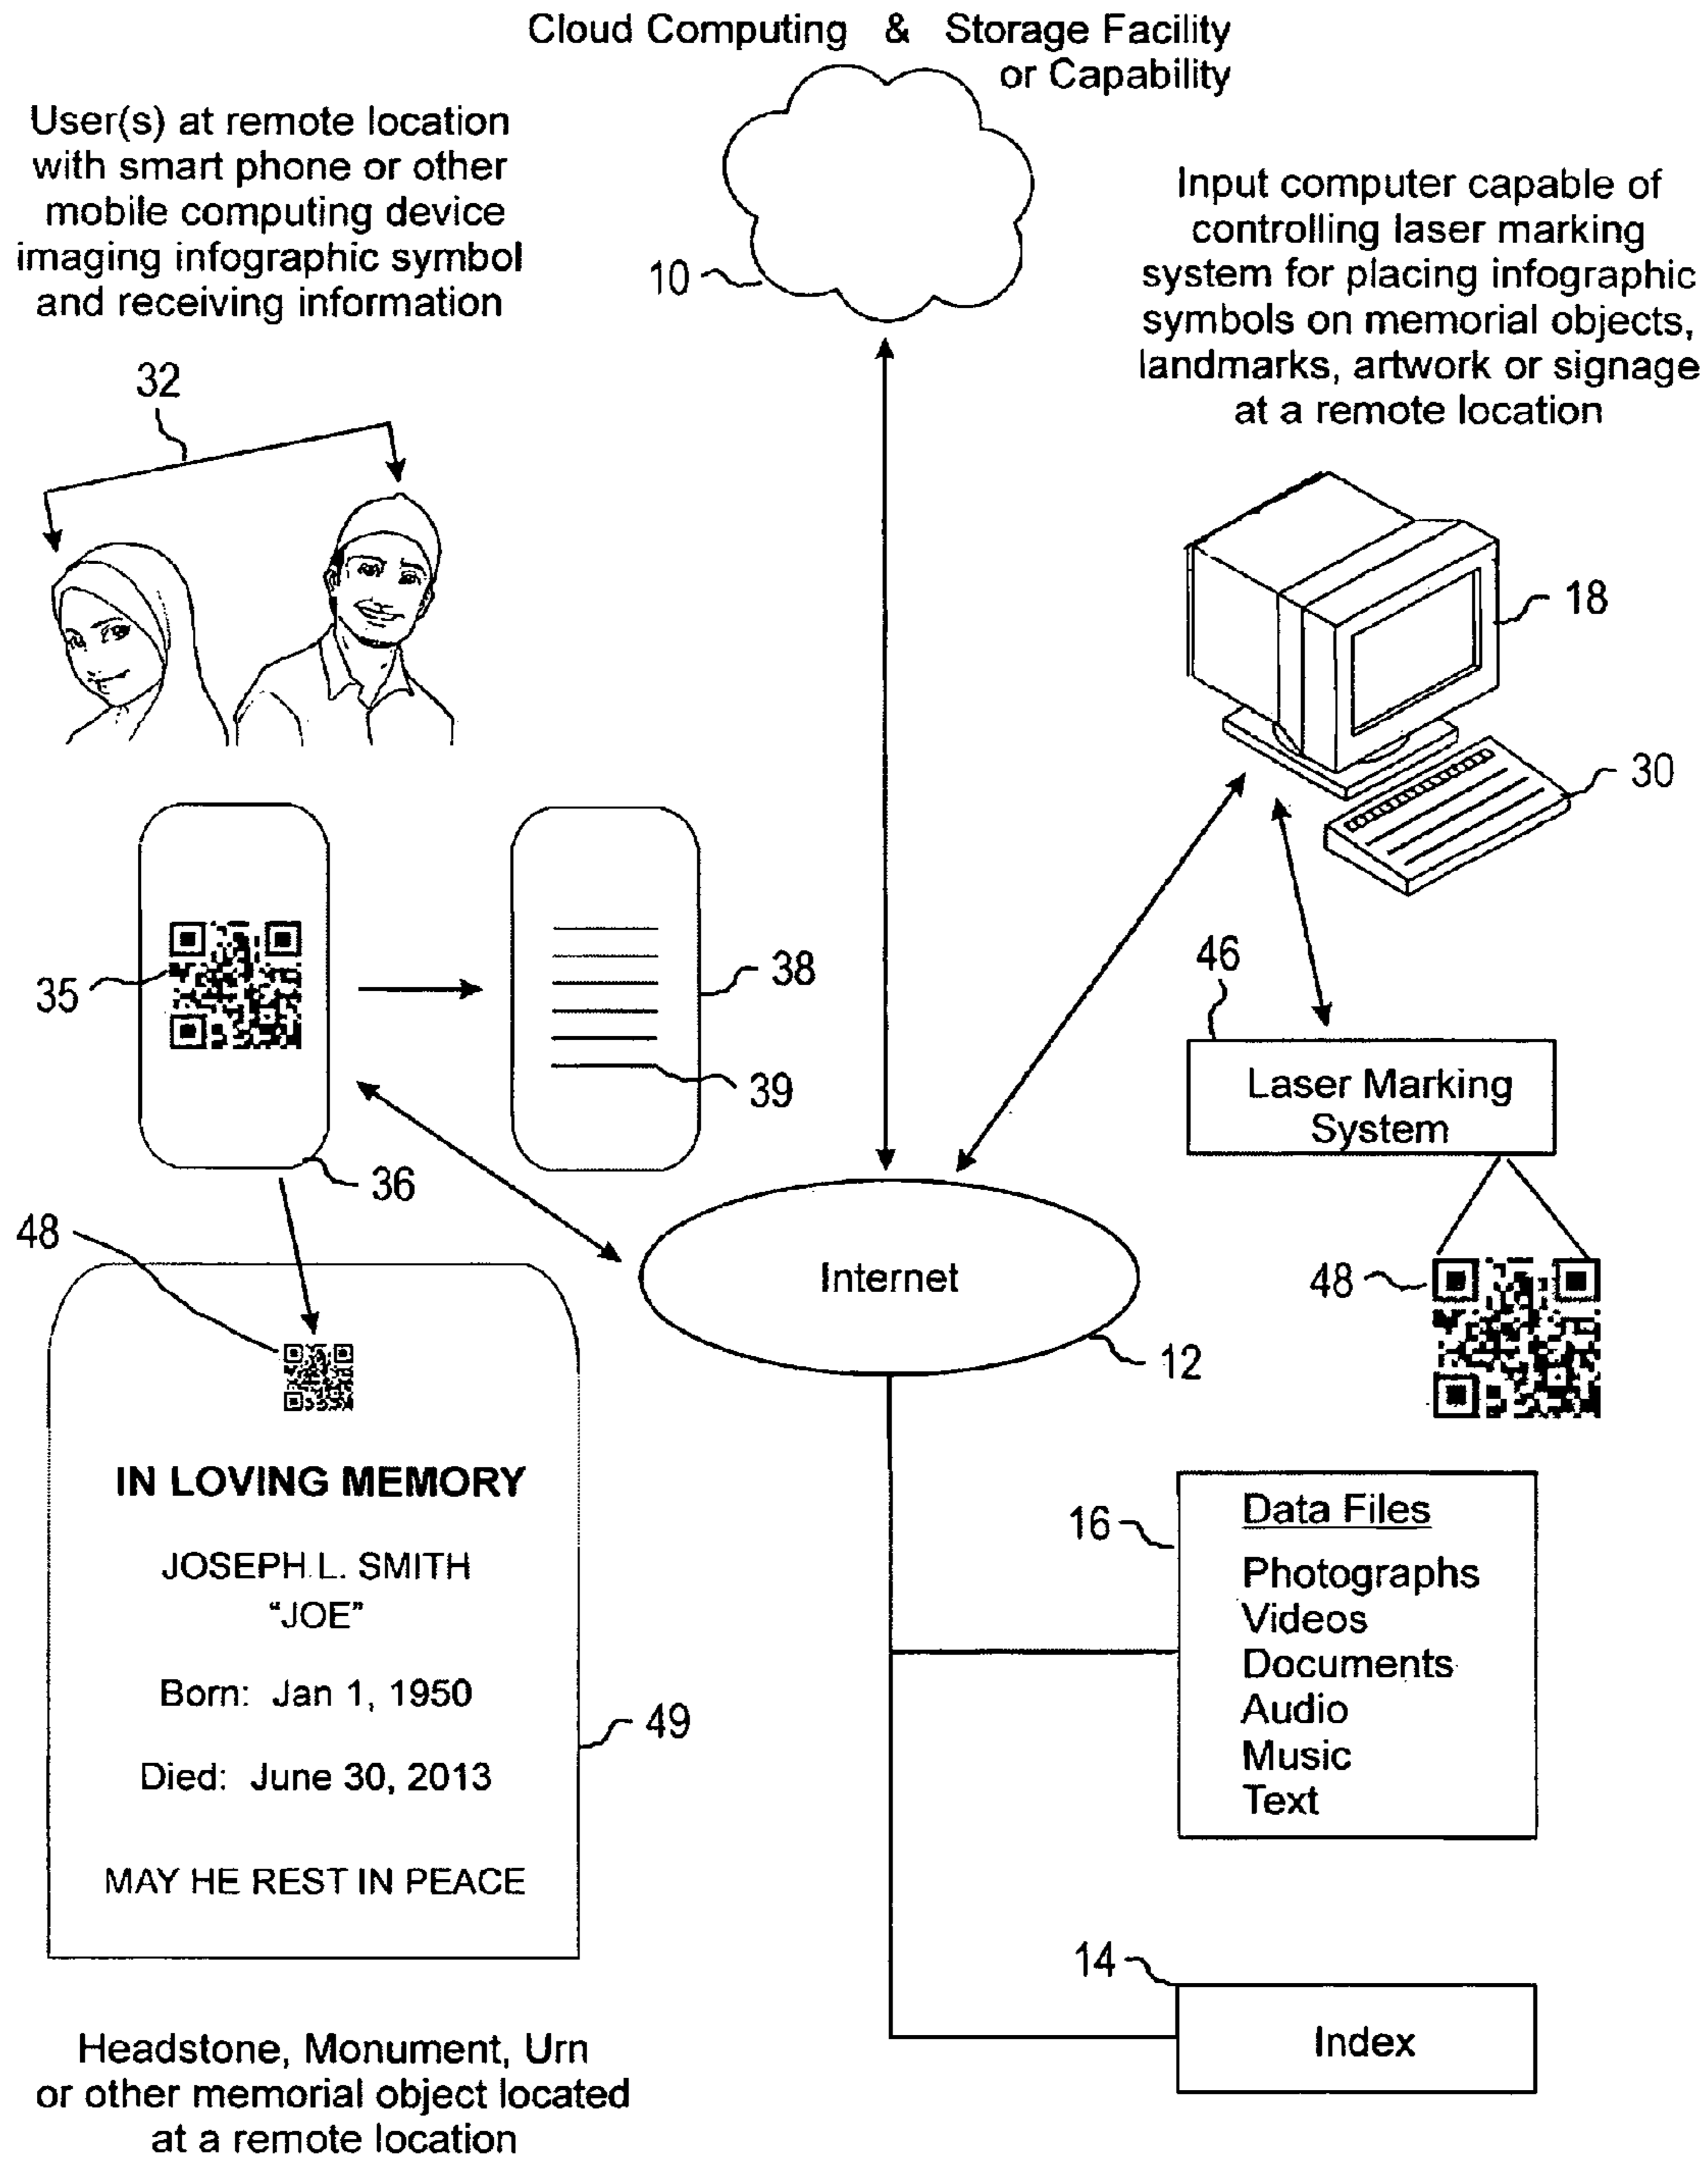 Cloud Computing & Storage Facility
or Capability
User(s) at remote location
with smart phone or other
mobile computing device
imaging infographic symbol
and receiving information
Input computer capable of
controlling laser marking
system for placing infographic
symbols on memorial objects,
landmarks, artwork or signage
at a remote location
10
32
18
30
35
38
39
36
46
Laser Marking
System
48
48
Internet
12
IN LOVING MEMORY
JOSEPH L. SMITH
"JOE"
Born: Jan 1, 1950
Died: June 30, 2013
MAY HE REST IN PEACE
49
16
Data Files
Photographs
Videos
Documents
Audio
Music
Text
14
Index
Headstone, Monument, Urn
or other memorial object located
at a remote location